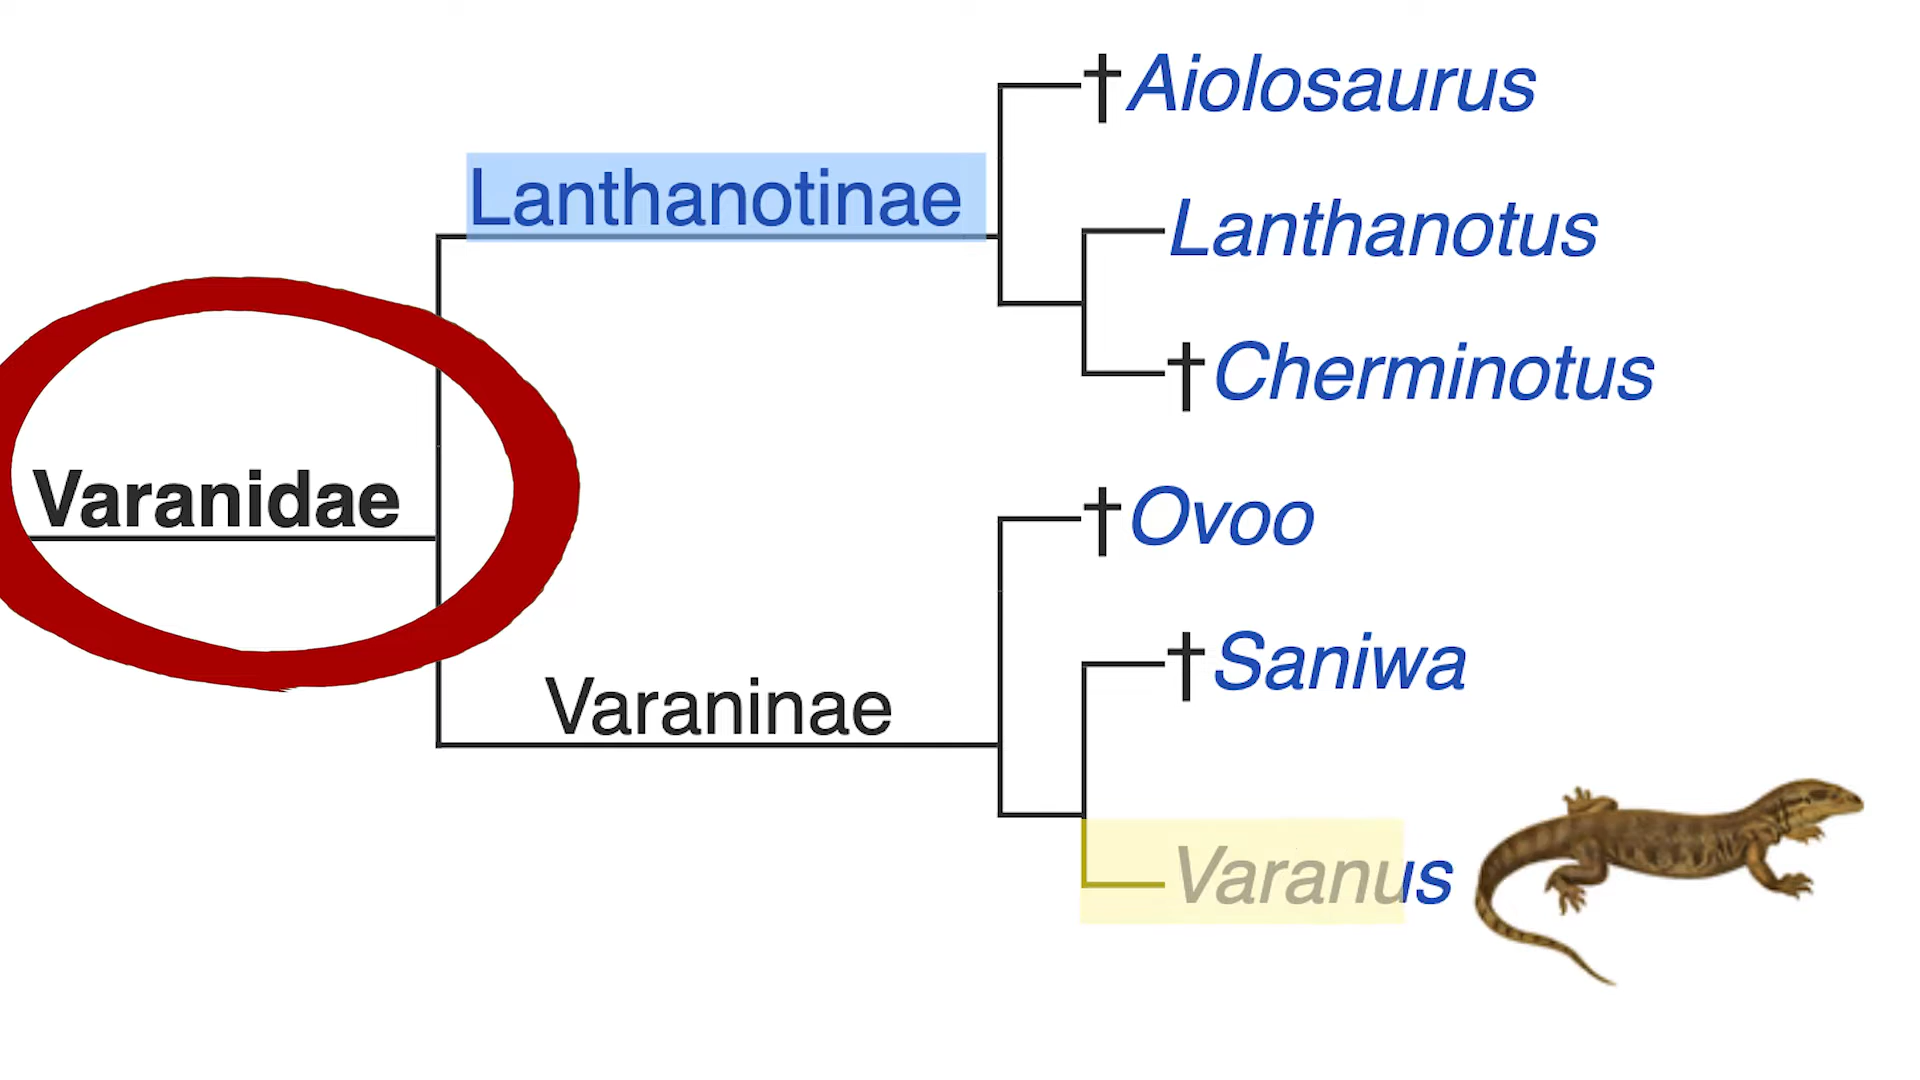 †Aiolosaurus
Lanthanotinae
Lanthanotus
†Cherminotus
Varanidae
†Ovoo
†Saniwa
Varaninae
Varanus